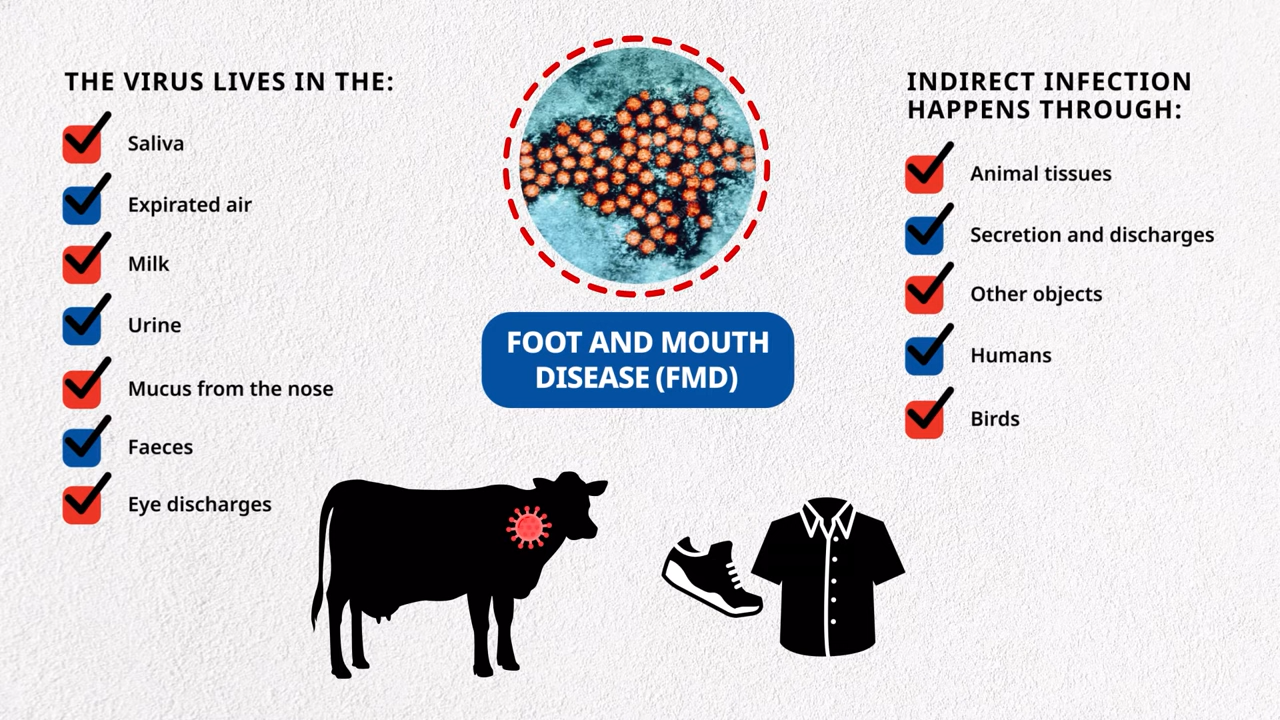 THE VIRUS LIVES IN THE:
Saliva
Expirated air
Milk
Urine
Mucus from the nose
Faeces
Eye discharges
FOOT AND MOUTH
DISEASE (FMD)
INDIRECT INFECTION
HAPPENS THROUGH:
Animal tissues
Secretion and discharges
Other objects
Humans
Birds